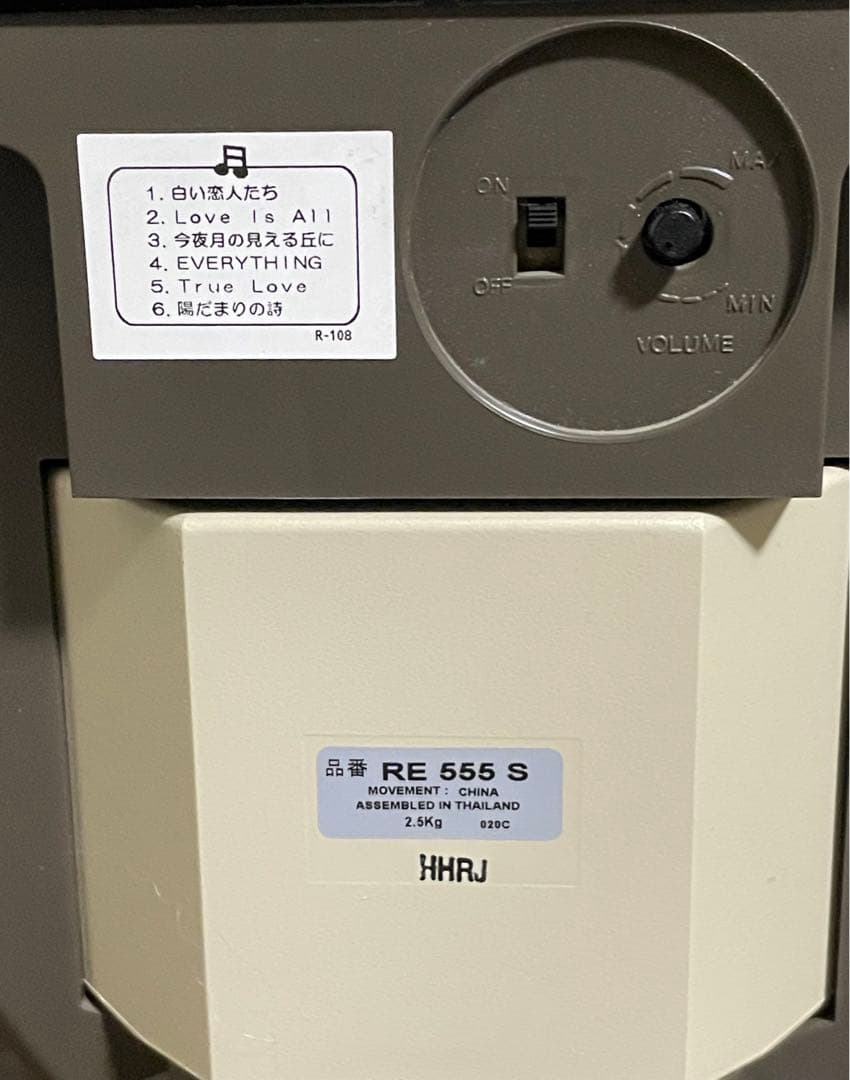 1. 白い恋人たち
2. Love Is All
3. 今夜月の見える丘に
4. EVERYTHING
5. True Love
6. 陽だまりの詩
R-108
ON
OFF
MAX
MIN
VOLUME
品番 RE 555 S
MOVEMENT : CHINA
ASSEMBLED IN THAILAND
2.5Kg 020C
HHRJ